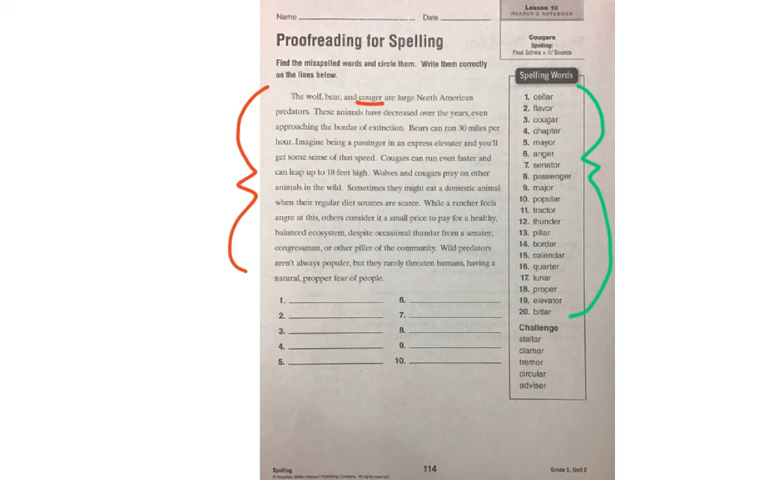 Name
Date
Lesson 10
READER'S NOTEBOOK
Proofreading for Spelling
Cougars
Spelling:
Final Schwa + /r/ Sounds
Find the misspelled words and circle them. Write them correctly
on the lines below.
The wolf, bear, and couger are large North American
predators. These animals have decreased over the years, even
approaching the bordar of extinction. Bears can run 30 miles per
hour. Imagine being a passinger in an express elevater and you'll
get some sense of that speed. Cougars can run even faster and
can leap up to 18 feet high. Wolves and cougars prey on other
animals in the wild. Sometimes they might eat a domestic animal
when their regular diet sources are scarce. While a rancher feels
angre at this, others consider it a small price to pay for a healthy,
balanced ecosystem, despite occasional thundar from a senater,
congressman, or other piller of the community. Wild predators
aren't always populer, but they rarely threaten humans, having a
natural, propper fear of people.
1.
2.
3.
4.
5.
6.
7.
8.
9.
10.
Spelling Words
1. cellar
2. flavor
3. cougar
4. chapter
5. mayor
6. anger
7. senator
8. passenger
9. major
10. popular
11. tractor
12. thunder
13. pillar
14. border
15. calendar
16. quarter
17. lunar
18. proper
19. elevator
20. bitter
Challenge
stellar
clamor
tremor
circular
adviser
Spelling
114
Grade 5, Unit 2